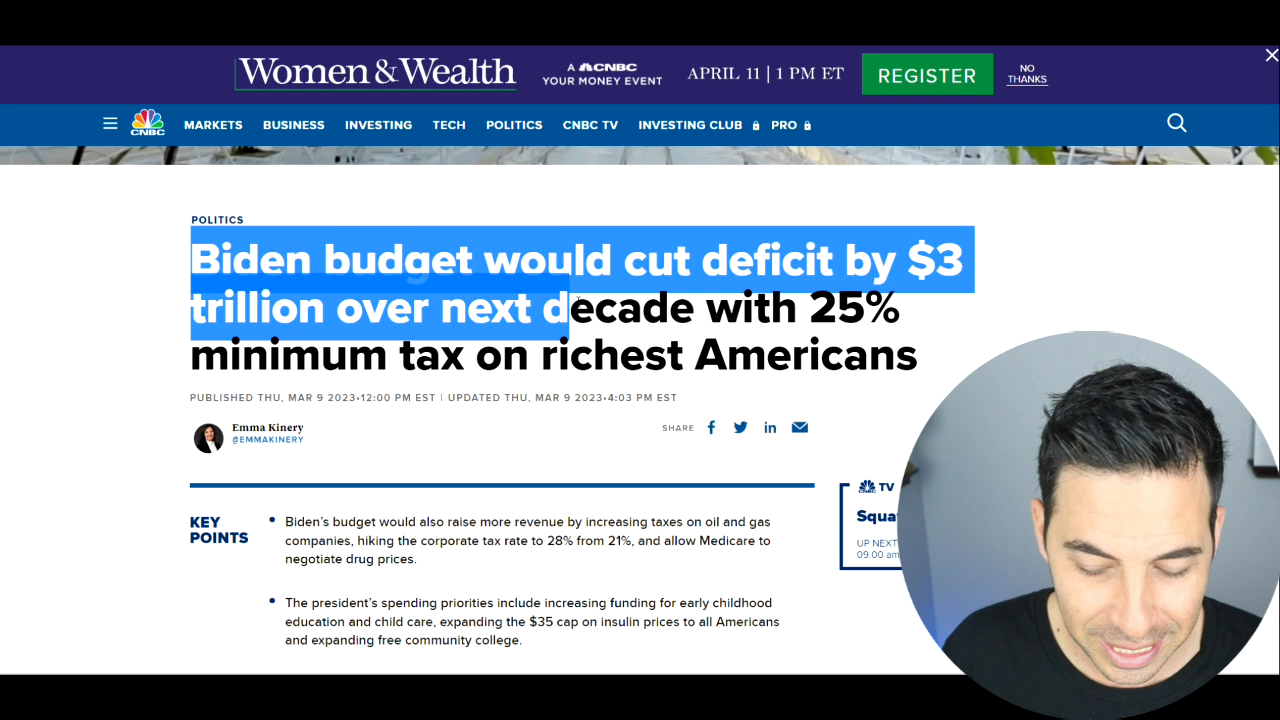 Women & Wealth
A CNBC
YOUR MONEY EVENT
APRIL 11 | 1 PM ET
REGISTER
NO
THANKS
CNBC
MARKETS BUSINESS INVESTING TECH POLITICS CNBC TV INVESTING CLUB PRO
POLITICS
Biden budget would cut deficit by $3
trillion over next decade with 25%
minimum tax on richest Americans
PUBLISHED THU, MAR 9 2023•12:00 PM EST | UPDATED THU, MAR 9 2023•4:03 PM EST
Emma Kinery
@EMMAKINERY
SHARE
KEY
POINTS
• Biden's budget would also raise more revenue by increasing taxes on oil and gas
companies, hiking the corporate tax rate to 28% from 21%, and allow Medicare to
negotiate drug prices.
• The president's spending priorities include increasing funding for early childhood
education and child care, expanding the $35 cap on insulin prices to all Americans
and expanding free community college.
CNBC TV
UP NEXT
09.00 am